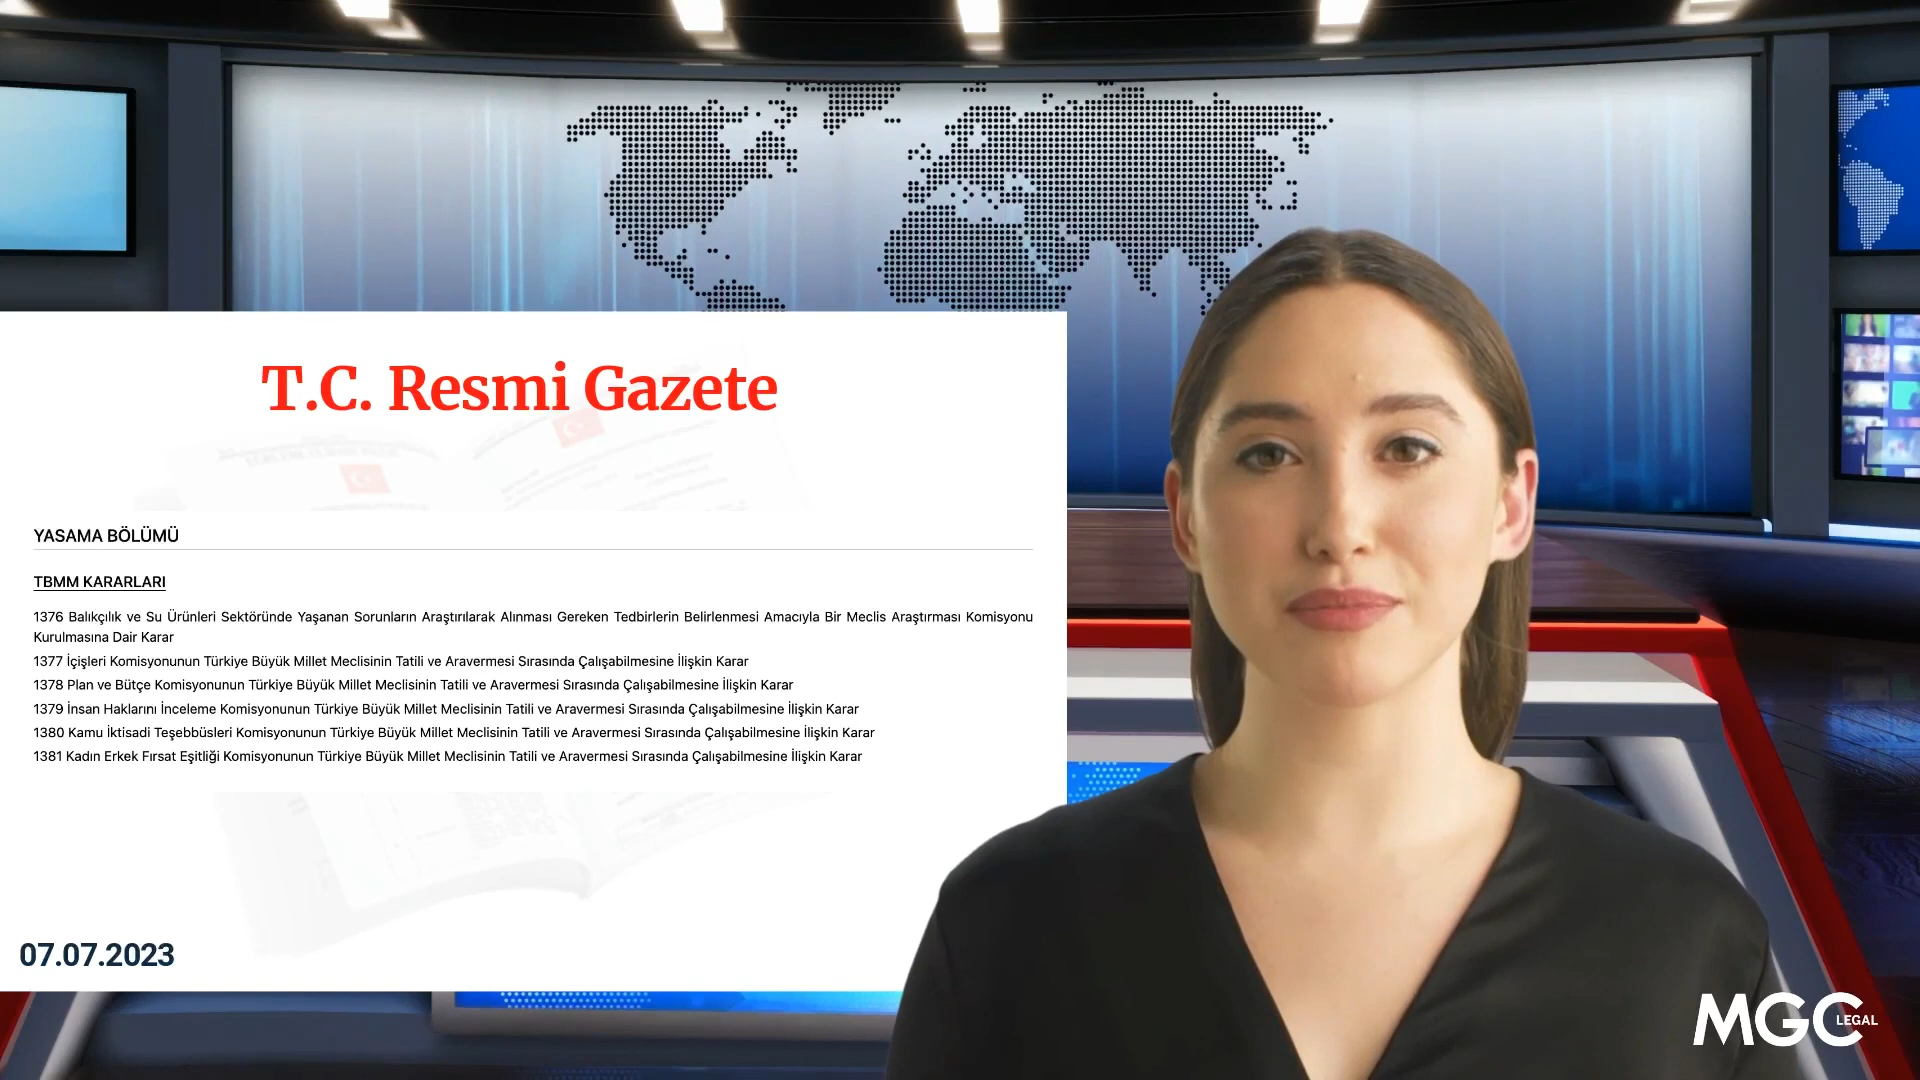 T.C. Resmi Gazete
YASAMA BÖLÜMÜ
TBMM KARARLARI
1376 Balıkçılık ve Su Ürünleri Sektöründe Yaşanan Sorunların Araştırılarak Alınması Gereken Tedbirlerin Belirlenmesi Amacıyla Bir Meclis Araştırması Komisyonu
Kurulmasına Dair Karar
1377 İçişleri Komisyonunun Türkiye Büyük Millet Meclisinin Tatili ve Aravermesi Sırasında Çalışabilmesine İlişkin Karar
1378 Plan ve Bütçe Komisyonunun Türkiye Büyük Millet Meclisinin Tatili ve Aravermesi Sırasında Çalışabilmesine İlişkin Karar
1379 İnsan Haklarını İnceleme Komisyonunun Türkiye Büyük Millet Meclisinin Tatili ve Aravermesi Sırasında Çalışabilmesine İlişkin Karar
1380 Kamu İktisadi Teşebbüsleri Komisyonunun Türkiye Büyük Millet Meclisinin Tatili ve Aravermesi Sırasında Çalışabilmesine İlişkin Karar
1381 Kadın Erkek Fırsat Eşitliği Komisyonunun Türkiye Büyük Millet Meclisinin Tatili ve Aravermesi Sırasında Çalışabilmesine İlişkin Karar
07.07.2023
MGC LEGAL